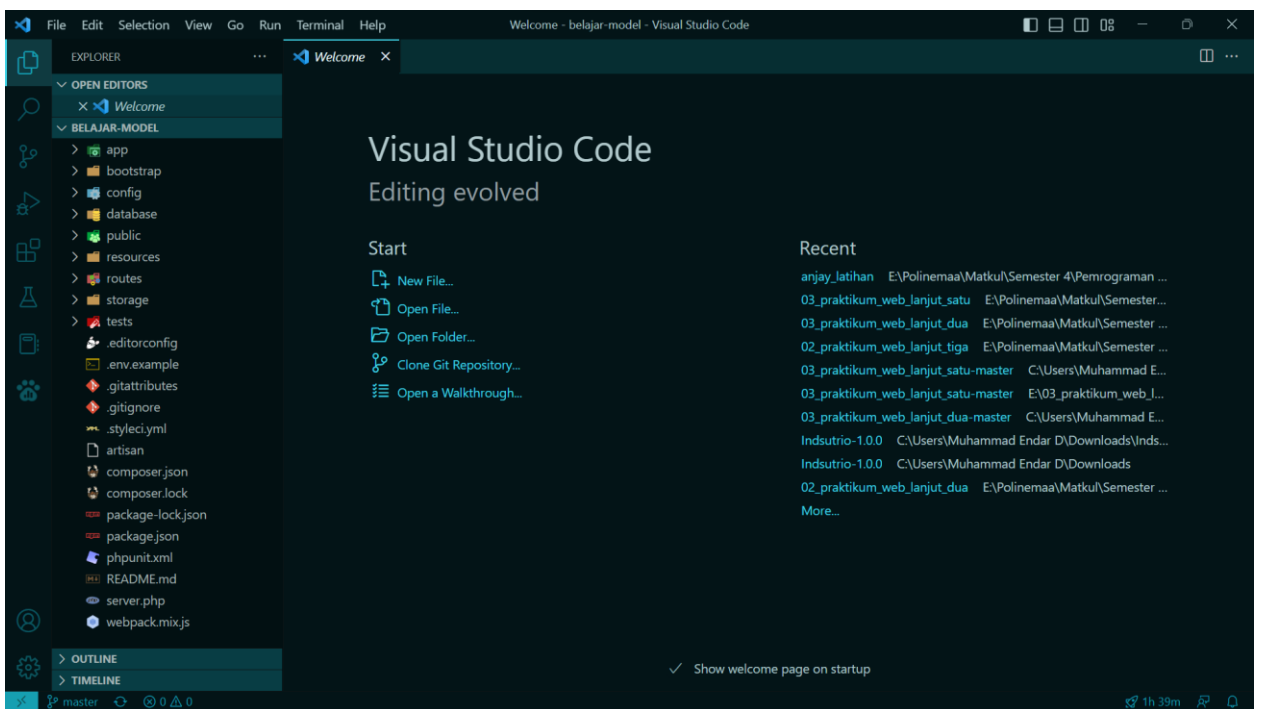 File Edit Selection View Go Run Terminal Help Welcome - belajar-model - Visual Studio Code
EXPLORER
Welcome
OPEN EDITORS
Welcome
BELAJAR-MODEL
app
bootstrap
config
database
public
resources
routes
storage
tests
.editorconfig
.env.example
.gitattributes
.gitignore
.styleci.yml
artisan
composer.json
composer.lock
package-lock.json
package.json
phpunit.xml
README.md
server.php
webpack.mix.js
OUTLINE
TIMELINE
Visual Studio Code
Editing evolved
Start
New File...
Open File...
Open Folder...
Clone Git Repository...
Open a Walkthrough...
Recent
anjay_latihan E:\Polinemaa\Matkul\Semester 4\Pemrograman ...
03_praktikum_web_lanjut_satu E:\Polinemaa\Matkul\Semester...
03_praktikum_web_lanjut_dua E:\Polinemaa\Matkul\Semester ...
02_praktikum_web_lanjut_tiga E:\Polinemaa\Matkul\Semester ...
03_praktikum_web_lanjut_satu-master C:\Users\Muhammad E...
03_praktikum_web_lanjut_satu-master E:\03_praktikum_web_l...
03_praktikum_web_lanjut_dua-master C:\Users\Muhammad E...
Indsutrio-1.0.0 C:\Users\Muhammad Endar D\Downloads\Inds...
Indsutrio-1.0.0 C:\Users\Muhammad Endar D\Downloads
02_praktikum_web_lanjut_dua E:\Polinemaa\Matkul\Semester ...
More...
Show welcome page on startup
master 0 0 1h 39m